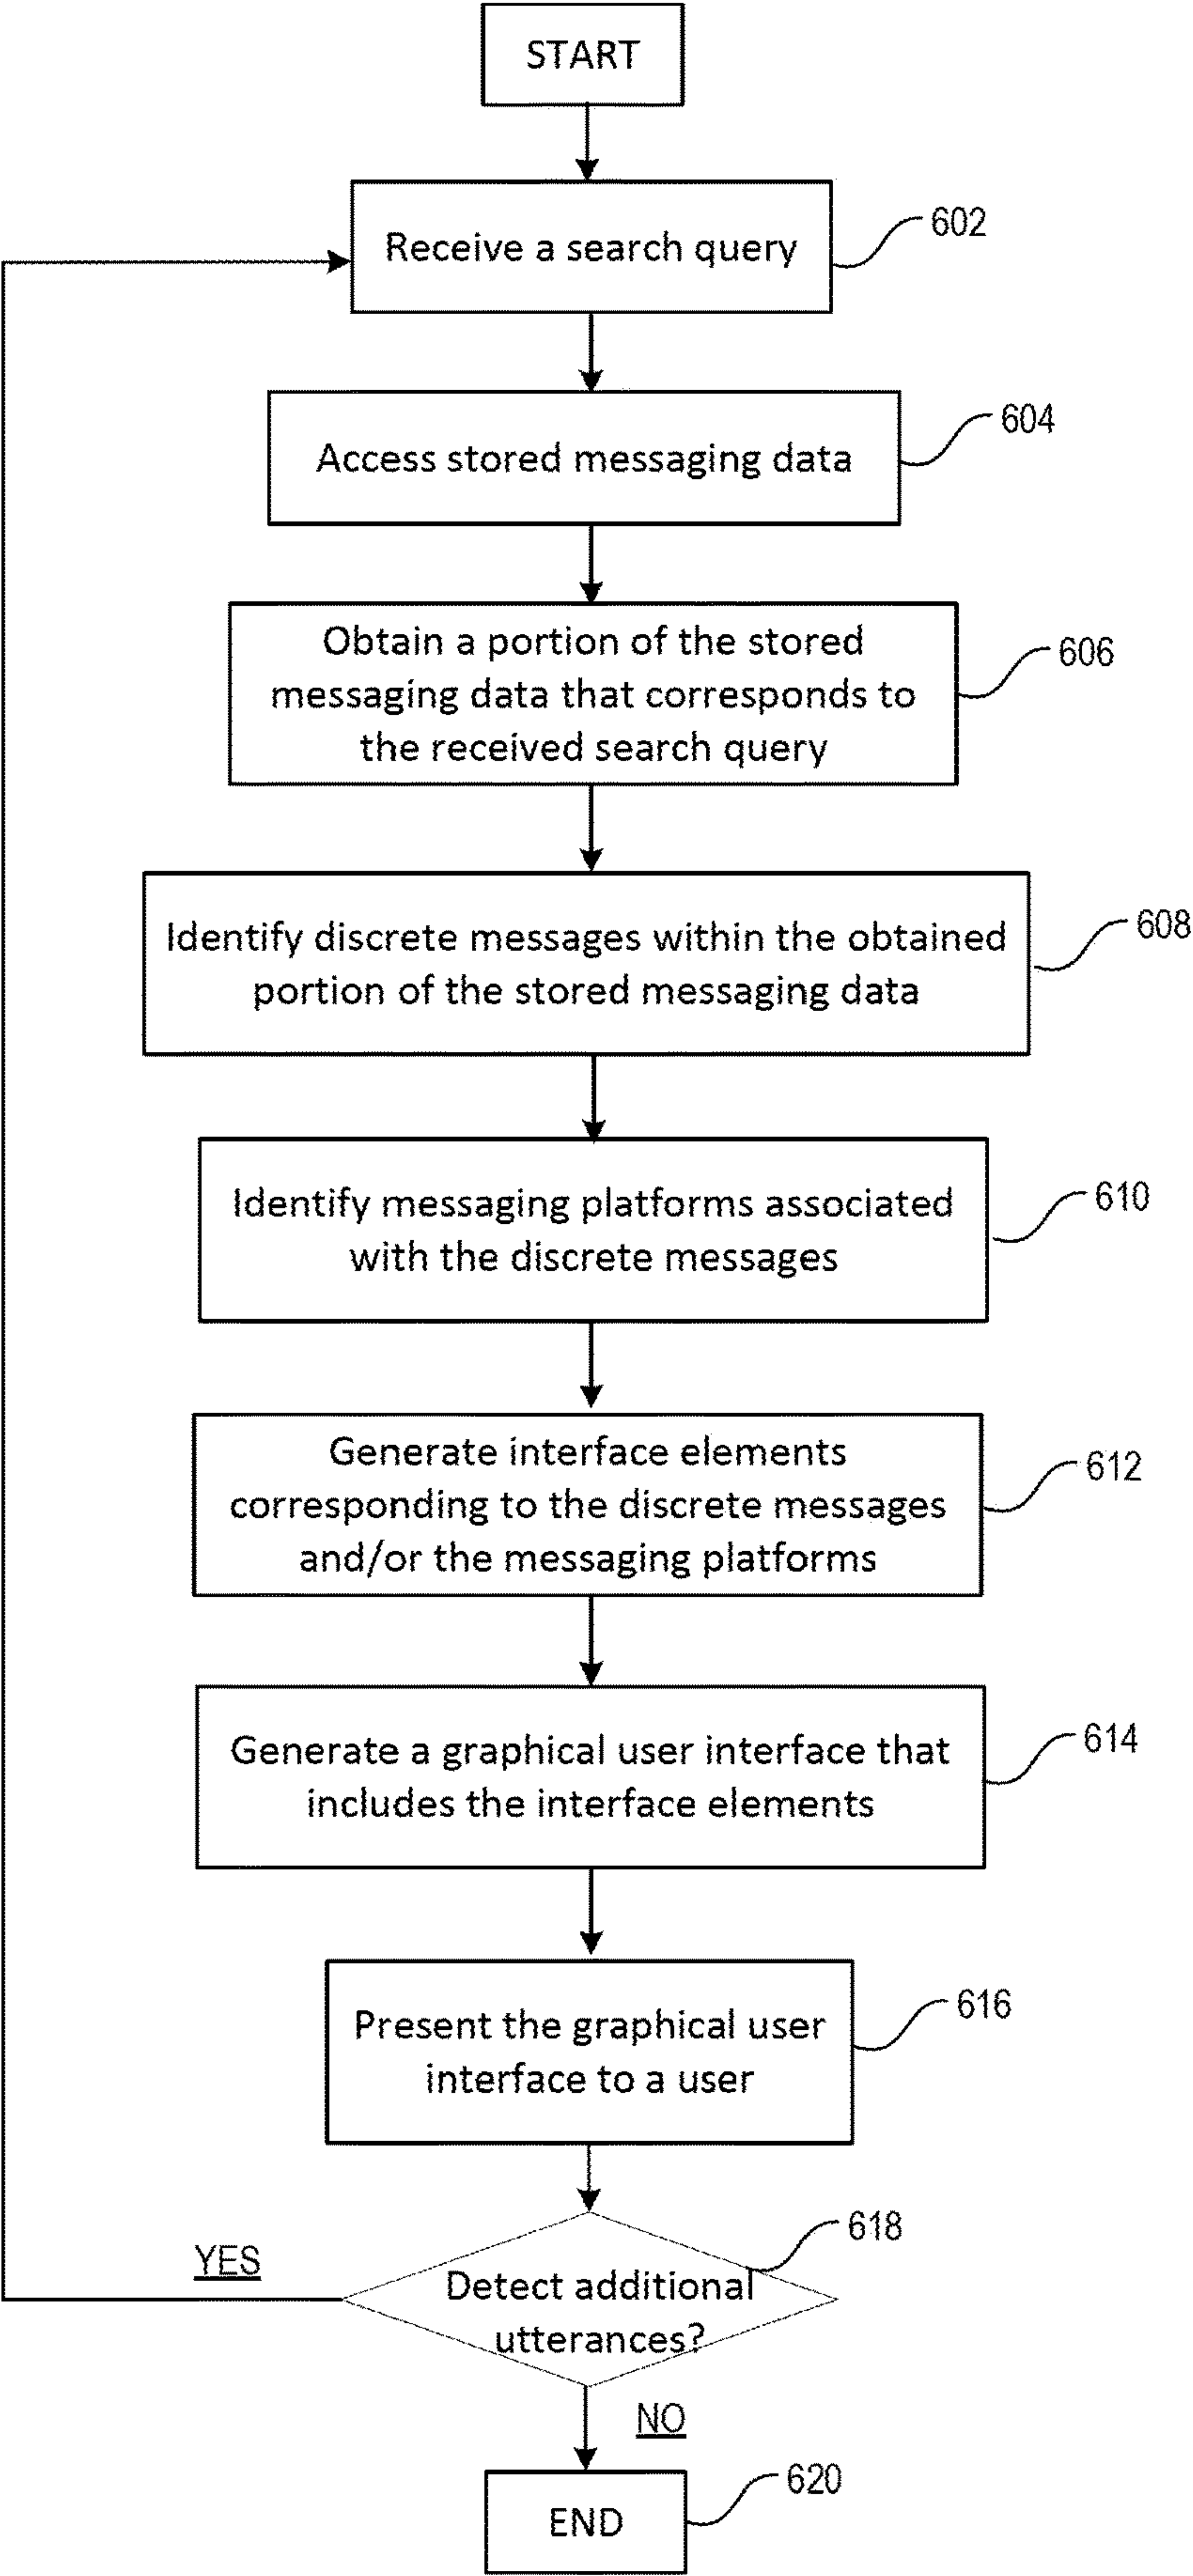 START
Receive a search query
602
Access stored messaging data
604
Obtain a portion of the stored
messaging data that corresponds to
the received search query
606
Identify discrete messages within the obtained
portion of the stored messaging data
608
Identify messaging platforms associated
with the discrete messages
610
Generate interface elements
corresponding to the discrete messages
and/or the messaging platforms
612
Generate a graphical user interface that
includes the interface elements
614
Present the graphical user
interface to a user
616
618
YES
Detect additional
utterances?
NO
620
END